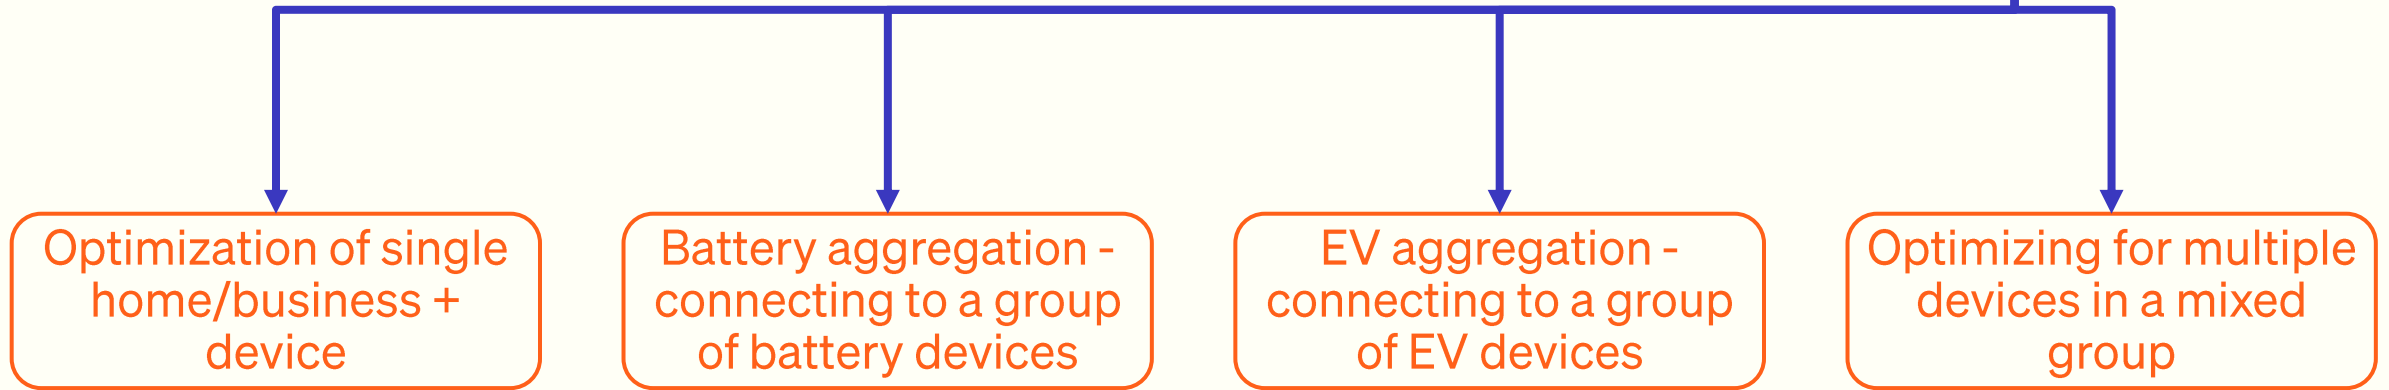 Optimization of single
home/business +
device
Battery aggregation -
connecting to a group
of battery devices
EV aggregation -
connecting to a group
of EV devices
Optimizing for multiple
devices in a mixed
group